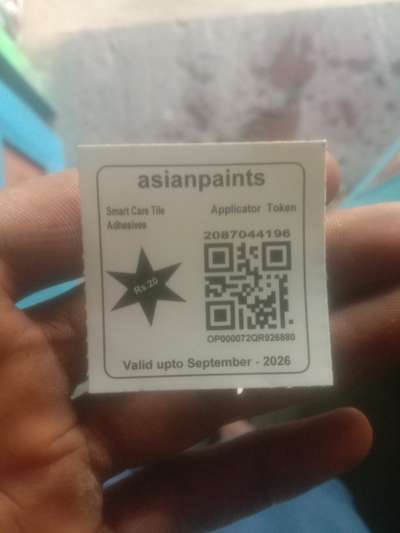 asianpaints
Smart Care Tile Adhesives
Applicator Token
2087044196
Rs.20
OP000072QR926880
Valid upto September - 2026